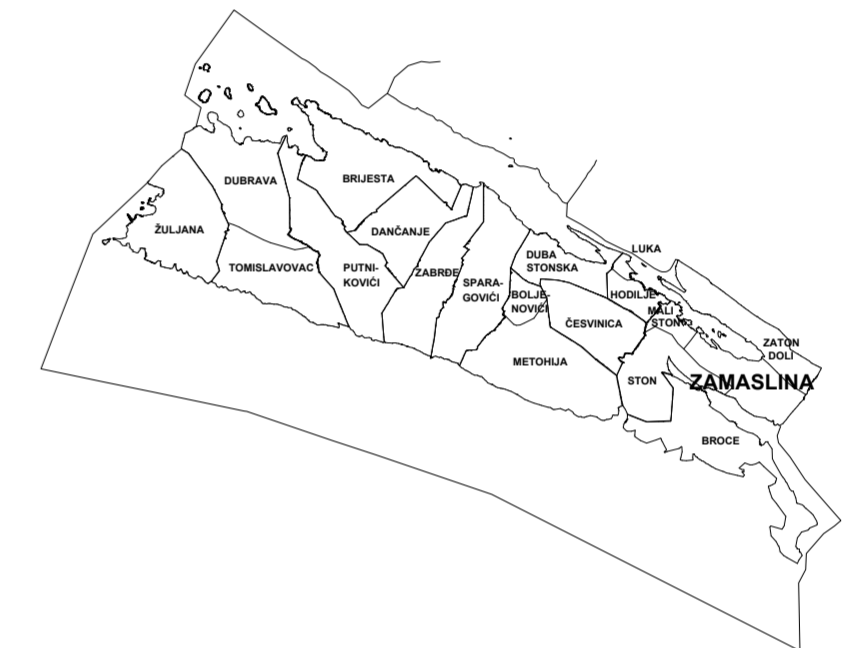 DUBRAVA
BRIJESTA
ŽULJANA
DANČANJE
TOMISLAVOVAC
PUTNI-
KOVIĆI
ZABRĐE
SPARA-
GOVIĆI
DUBA
STONSKA
LUKA
BOLJE-
NOVIĆI
HODILJE
MALI
STON
ČESVINICA
ZATON
DOLI
METOHIJA
STON
ZAMASLINA
BROCE